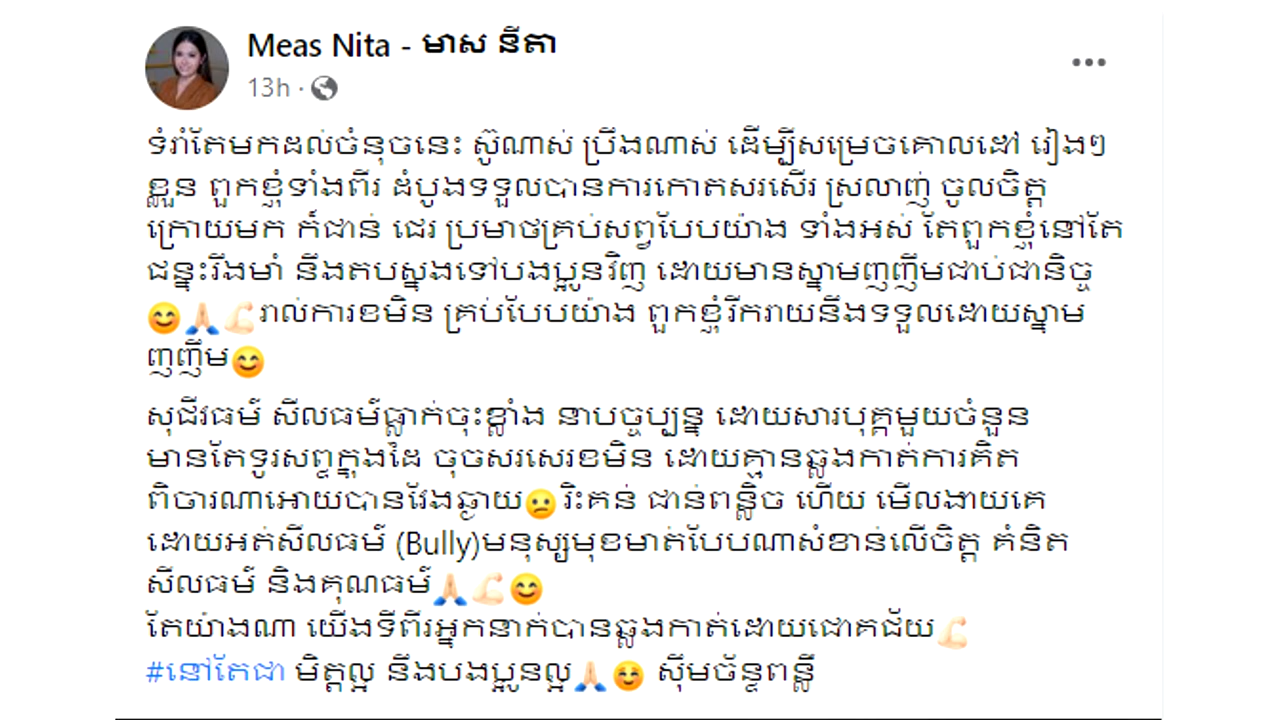 Meas Nita - មាស នីតា
13h ·
ទំរាំតែមកដល់ចំនុចនេះ ស៊ូណាស់ ប្រឹងណាស់ ដើម្បីសម្រេចគោលដៅ រៀងៗ
ខ្លួន ពួកខ្ញុំទាំងពីរ ដំបូងទទួលបានការកោតសរសើរ ស្រលាញ់ ចូលចិត្ត
ក្រោយមក ក៏ជាន់ ជេរ ប្រមាថគ្រប់សព្វបែបយ៉ាង ទាំងអស់ តែពួកខ្ញុំនៅតែ
ជន្នះរឹងមាំ នឹងតបស្នងទៅបងប្អូនវិញ ដោយមានស្នាមញញឹមជាប់ជានិច្ច
😊🙏🏻💪🏻រាល់ការខមិន គ្រប់បែបយ៉ាង ពួកខ្ញុំរីករាយនឹងទទួលដោយស្នាម
ញញឹម😊
សុជីវធម៌ សីលធម៌ធ្លាក់ចុះខ្លាំង នាបច្ចុប្បន្ន ដោយសារបុគ្គមួយចំនួន
មានតែទូរសព្ទក្នុងដៃ ចុចសរសេរខមិន ដោយគ្មានឆ្លងកាត់ការគិត
ពិចារណាអោយបានវែងឆ្ងាយ😕រិះគន់ ជាន់ពន្លិច ហើយ មើលងាយគេ
ដោយអត់សីលធម៌ (Bully)មនុស្សមុខមាត់បែបណាសំខាន់លើចិត្ត គំនិត
សីលធម៌ និងគុណធម៌🙏🏻💪🏻😊
តែយ៉ាងណា យើងទីពីរអ្នកនាក់បានឆ្លងកាត់ដោយជោគជ័យ💪🏻
#នៅតែជា មិត្តល្អ នឹងបងប្អូនល្អ🙏🏻☺️ ស៊ីមច័ន្ទពន្លឺ